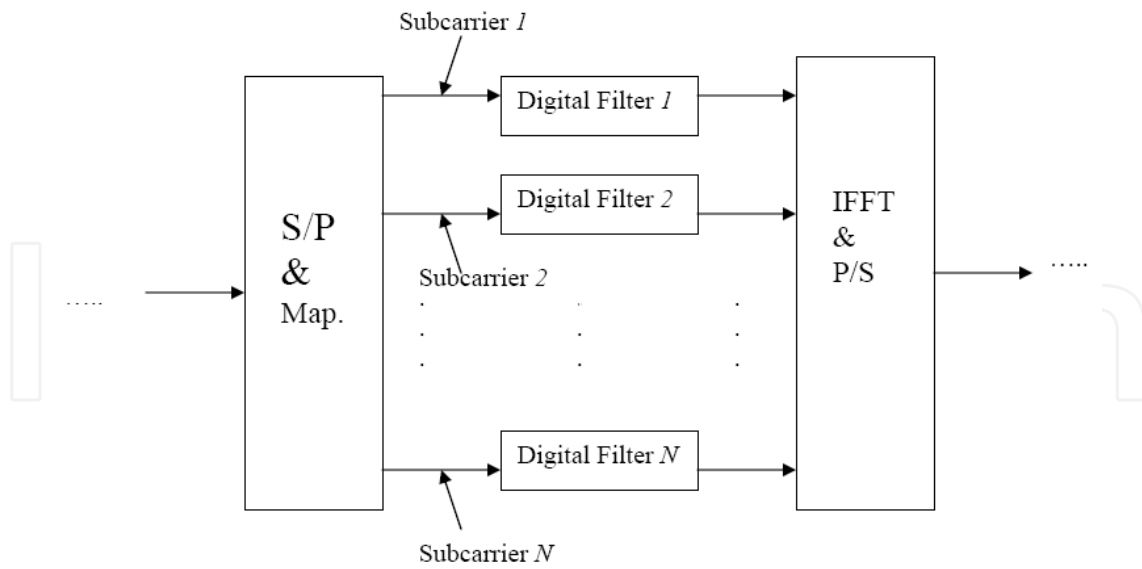 Subcarrier 1
Digital Filter 1
Digital Filter 2
Subcarrier 2
S/P
&
Map.
IFFT
&
P/S
.....
.....
Digital Filter N
Subcarrier N